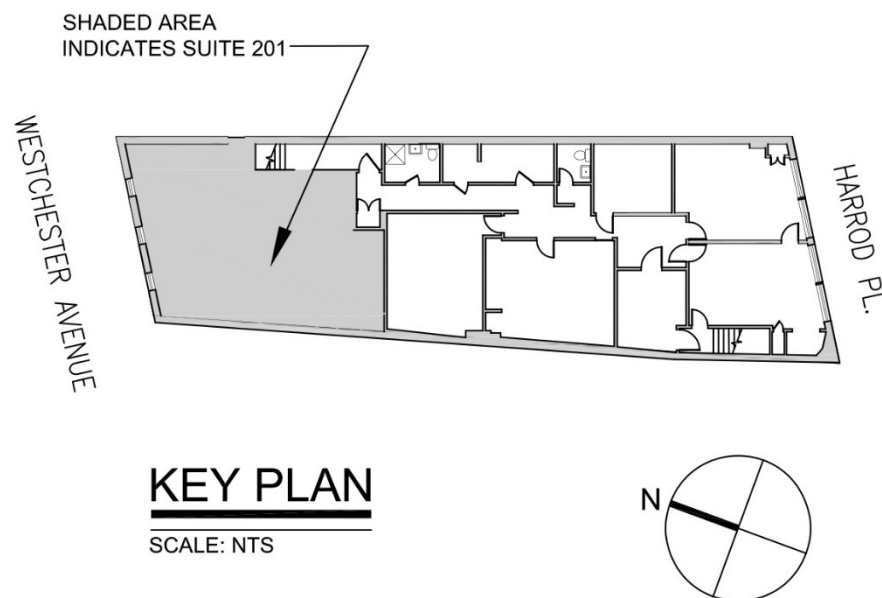 SHADED AREA
INDICATES SUITE 201
WESTCHESTER AVENUE
HARROD PL.
KEY PLAN
SCALE: NTS
N